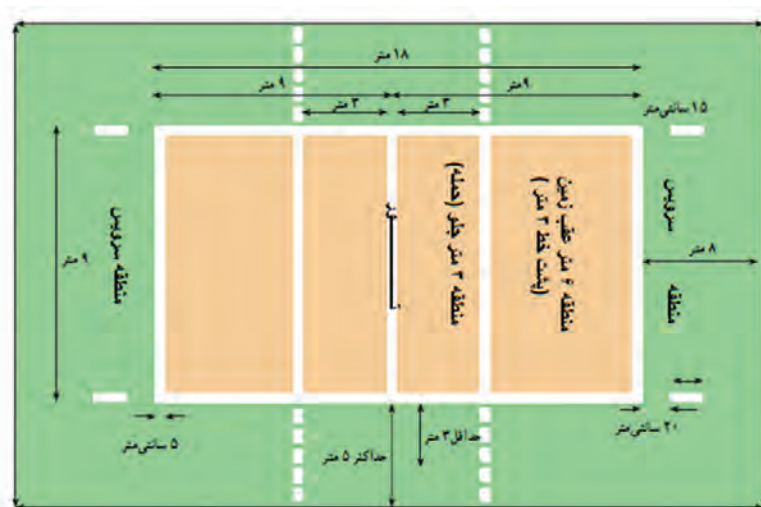 ۱۸ متر
۹ متر
۹ متر
۳ متر
۳ متر
۱۵ سانتی‌متر
منطقه سرویس
۹ متر
تور
منطقه ۳ متر جلو (حمله)
منطقه ۶ متر عقب زمین
(پشت خط ۳ متر)
سرویس
منطقه
۸ متر
۵ سانتی‌متر
حداکثر ۵ متر
حداقل ۳ متر
۲۰ سانتی‌متر